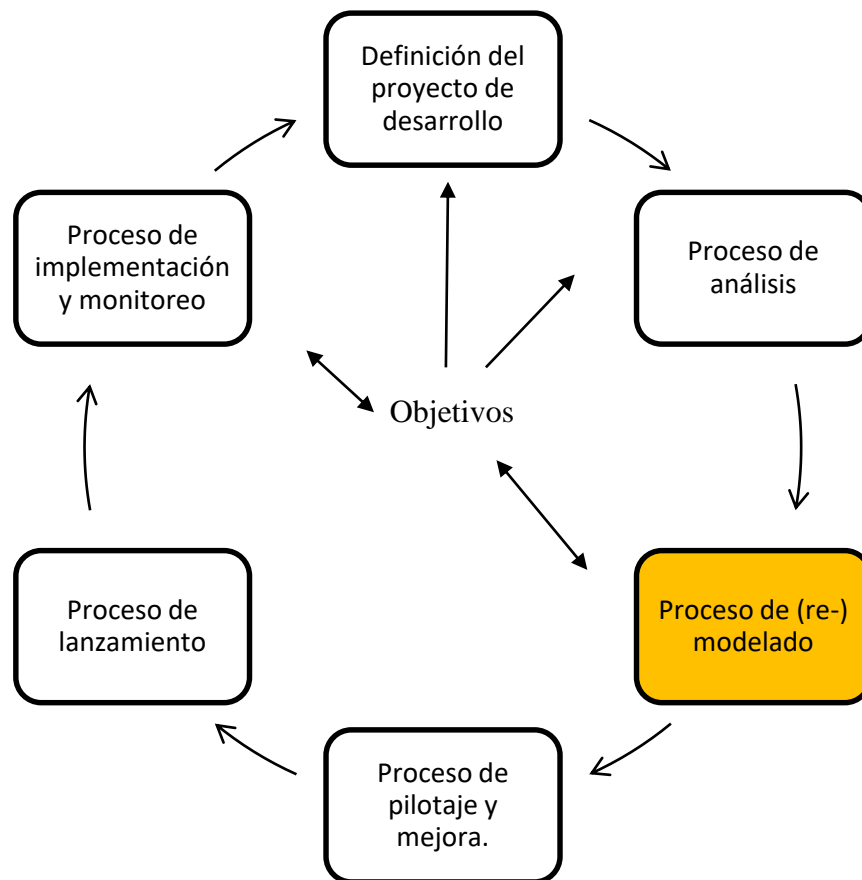 Definición del
proyecto de
desarrollo
Proceso de
análisis
Proceso de (re-)
modelado
Proceso de
pilotaje y
mejora.
Proceso de
lanzamiento
Proceso de
implementación
y monitoreo
Objetivos